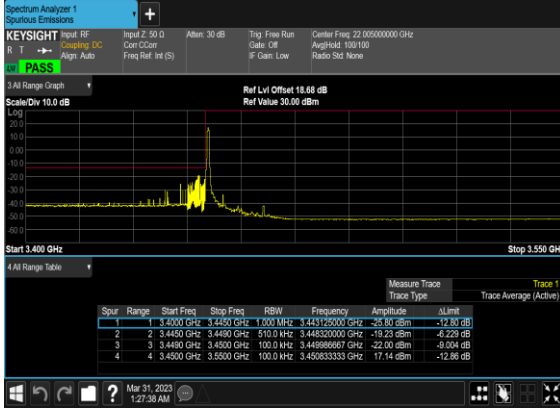 Spectrum Analyzer 1
Spurious Emissions
+
KEYSIGHT Input: RF Input Z: 50 Ω Atten: 30 dB Trig: Free Run Center Freq: 22.005000000 GHz
R T Coupling: DC Corr CCorr Gate: Off Avg|Hold: 100/100
Align: Auto Freq Ref: Int (S) IF Gain: Low Radio Std: None
LXI PASS
3.All Range Graph Ref Lvl Offset 18.68 dB
Scale/Div 10.0 dB Ref Value 30.00 dBm
Log
20.0
10.0
0.00
-10.0
-20.0
-30.0
-40.0
-50.0
-60.0
Start 3.400 GHz Stop 3.550 GH
4.All Range Table
Measure Trace Trace 1
Trace Type Trace Average (Active)
Spur Range Start Freq Stop Freq RBW Frequency Amplitude ΔLimit
1 1 3.4000 GHz 3.4450 GHz 1.000 MHz 3.443125000 GHz -25.80 dBm -12.80 dB
2 2 3.4450 GHz 3.4490 GHz 510.0 kHz 3.448320000 GHz -19.23 dBm -6.229 dB
3 3 3.4490 GHz 3.4500 GHz 100.0 kHz 3.449986667 GHz -22.00 dBm -9.004 dB
4 4 3.4500 GHz 3.5500 GHz 100.0 kHz 3.450833333 GHz 17.14 dBm -12.86 dB
? Mar 31, 2023
1:27:38 AM